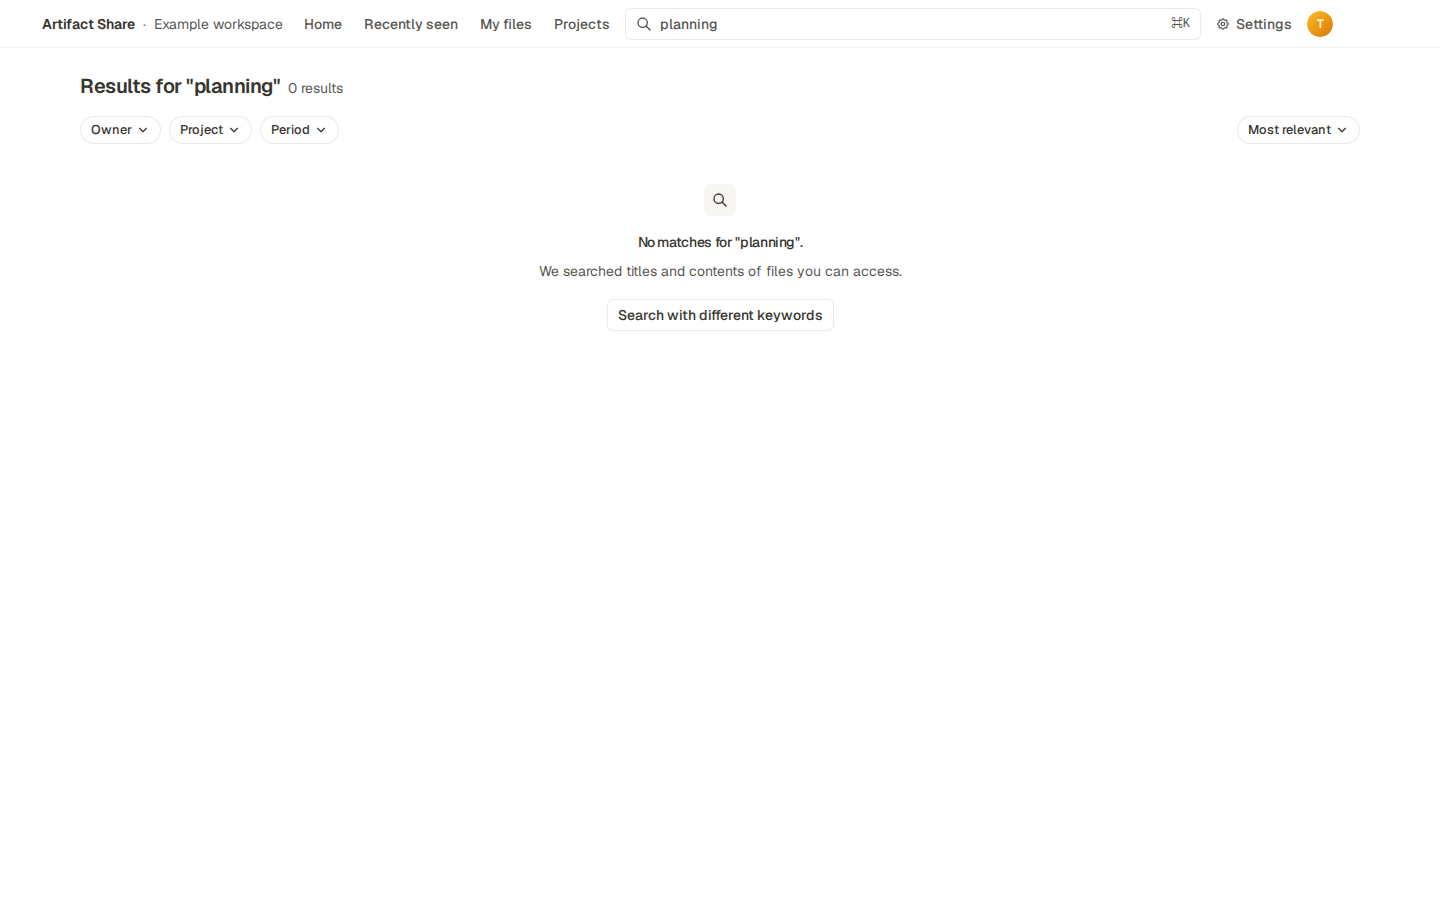 Artifact Share · Example workspace Home Recently seen My files Projects planning ⌘K Settings T
Results for "planning" 0 results
Owner Project Period Most relevant
No matches for "planning".
We searched titles and contents of files you can access.
Search with different keywords